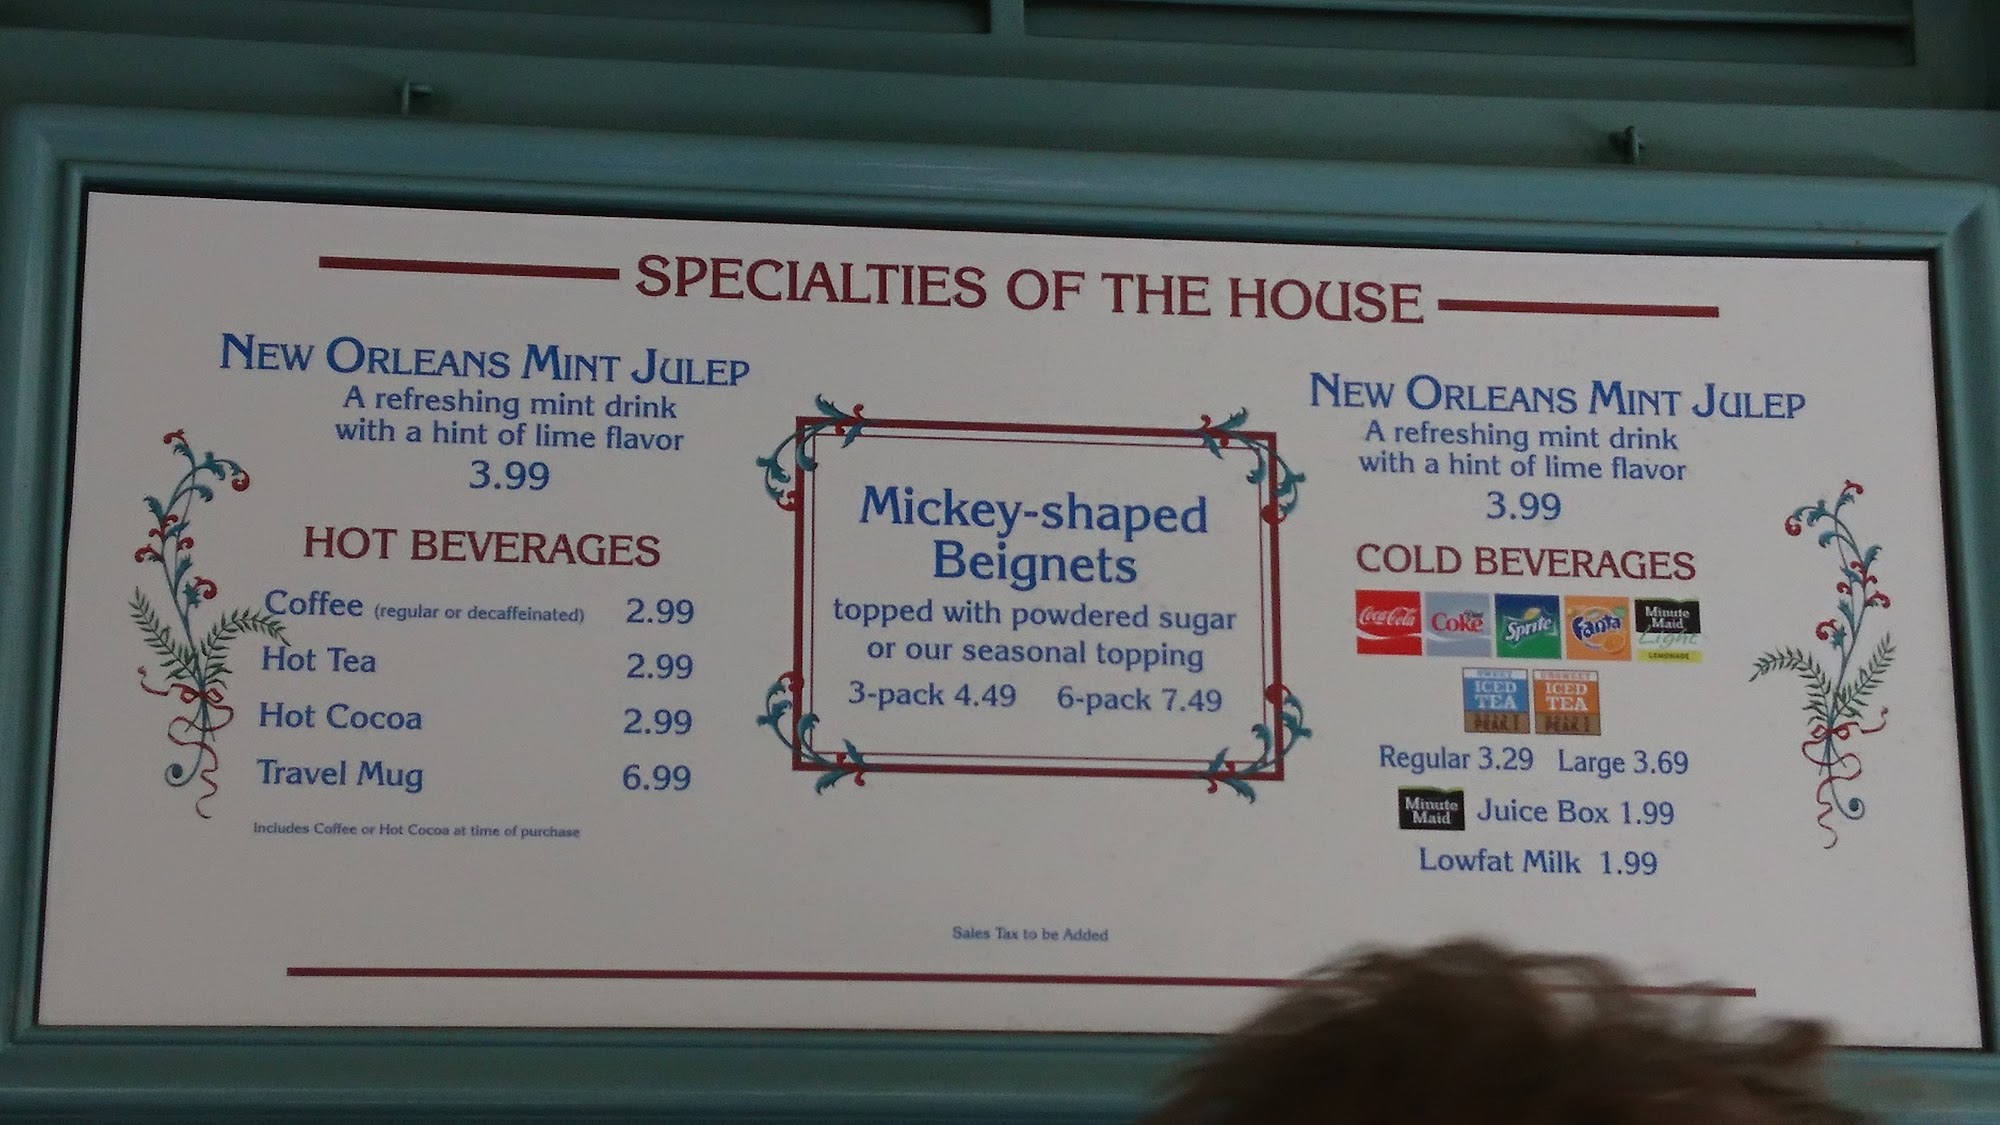 SPECIALTIES OF THE HOUSE
NEW ORLEANS MINT JULEP
A refreshing mint drink
with a hint of lime flavor
3.99
HOT BEVERAGES
Coffee (regular or decaffeinated) 2.99
Hot Tea 2.99
Hot Cocoa 2.99
Travel Mug 6.99
Includes Coffee or Hot Cocoa at time of purchase
Mickey-shaped
Beignets
topped with powdered sugar
or our seasonal topping
3-pack 4.49 6-pack 7.49
NEW ORLEANS MINT JULEP
A refreshing mint drink
with a hint of lime flavor
3.99
COLD BEVERAGES
Coca-Cola
Diet
Coke
Sprite
Fanta
Minute
Maid
Light
LEMONADE
SWEET
ICED
TEA
PEAK
UNSWEET
ICED
TEA
PEAK
Regular 3.29 Large 3.69
Minute
Maid
Juice Box 1.99
Lowfat Milk 1.99
Sales Tax to be Added